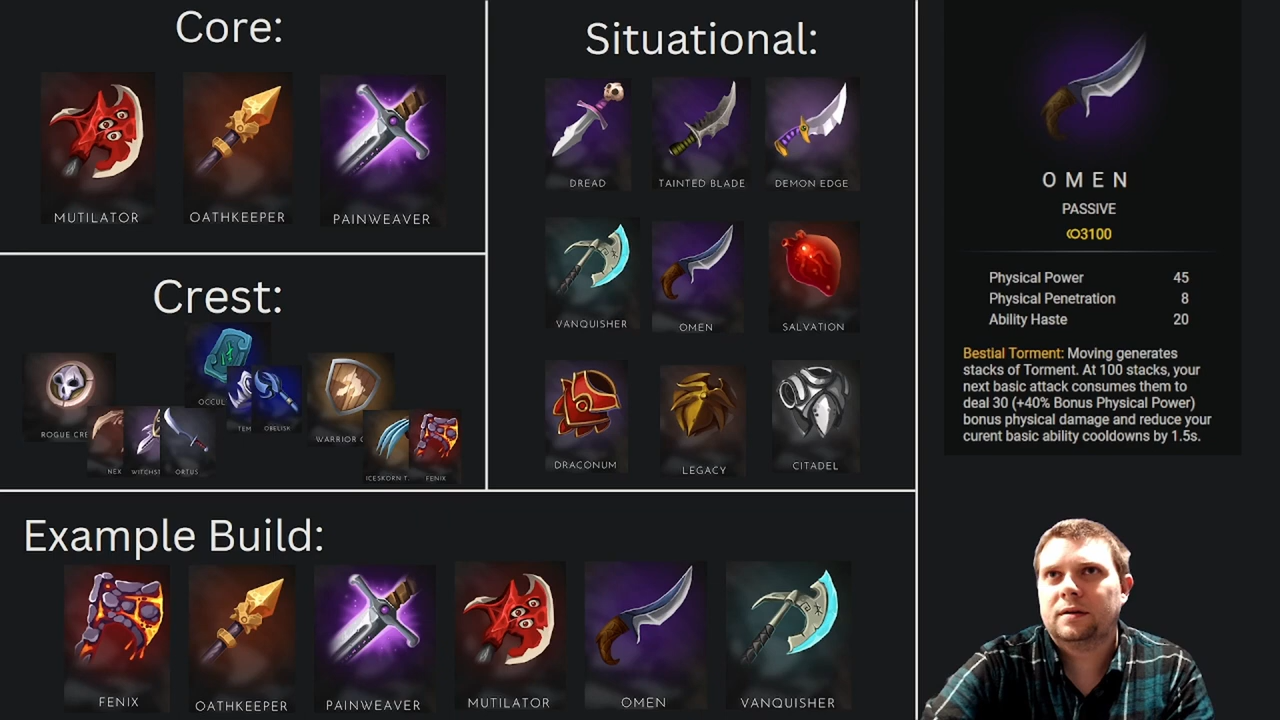 Core:
MUTILATOR
OATHKEEPER
PAINWEAVER
Crest:
ROGUE CRE
NEX
WITCHST
ORTUS
OCCUL
TEM
OBELISK
WARRIOR C
ICESKORN T.
FENIX
Situational:
DREAD
TAINTED BLADE
DEMON EDGE
VANQUISHER
OMEN
SALVATION
DRACONUM
LEGACY
CITADEL
Example Build:
FENIX
OATHKEEPER
PAINWEAVER
MUTILATOR
OMEN
VANQUISHER
OMEN
PASSIVE
3100
Physical Power 45
Physical Penetration 8
Ability Haste 20
Bestial Torment: Moving generates
stacks of Torment. At 100 stacks, your
next basic attack consumes them to
deal 30 (+40% Bonus Physical Power)
bonus physical damage and reduce your
curent basic ability cooldowns by 1.5s.